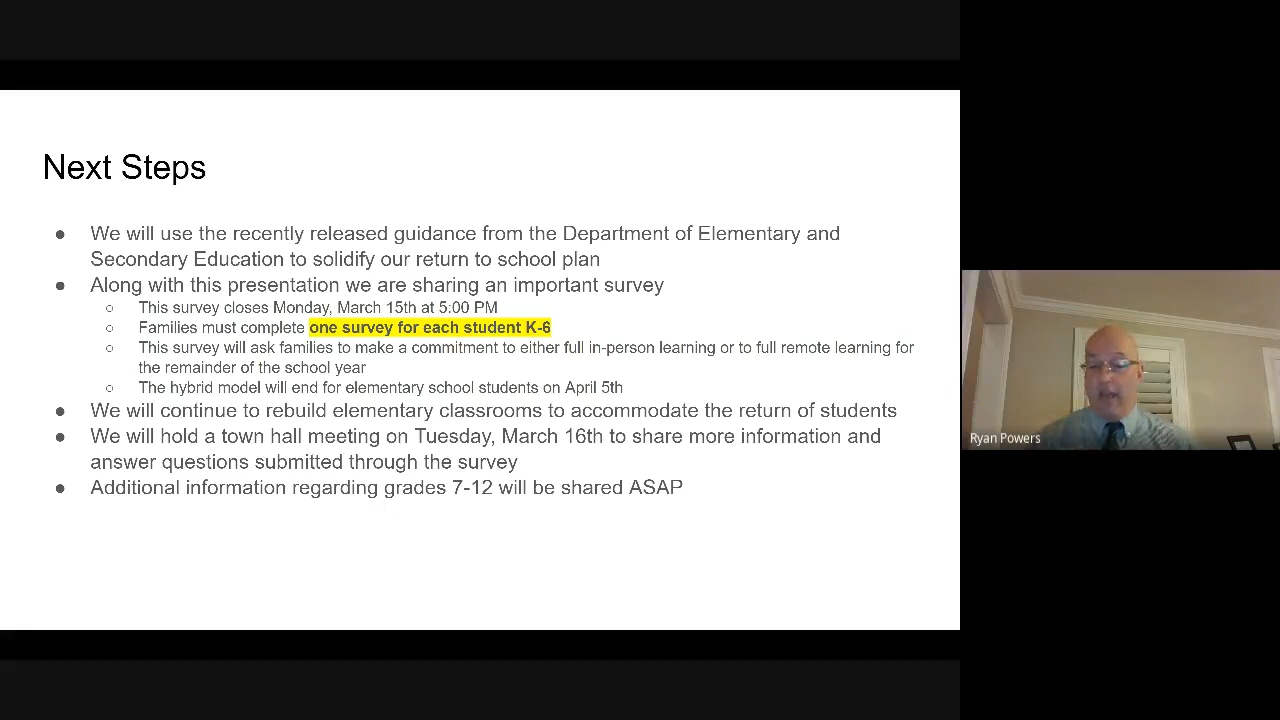 Next Steps
● We will use the recently released guidance from the Department of Elementary and
Secondary Education to solidify our return to school plan
● Along with this presentation we are sharing an important survey
○ This survey closes Monday, March 15th at 5:00 PM
○ Families must complete one survey for each student K-6
○ This survey will ask families to make a commitment to either full in-person learning or to full remote learning for
the remainder of the school year
○ The hybrid model will end for elementary school students on April 5th
● We will continue to rebuild elementary classrooms to accommodate the return of students
● We will hold a town hall meeting on Tuesday, March 16th to share more information and
answer questions submitted through the survey
● Additional information regarding grades 7-12 will be shared ASAP
Ryan Powers